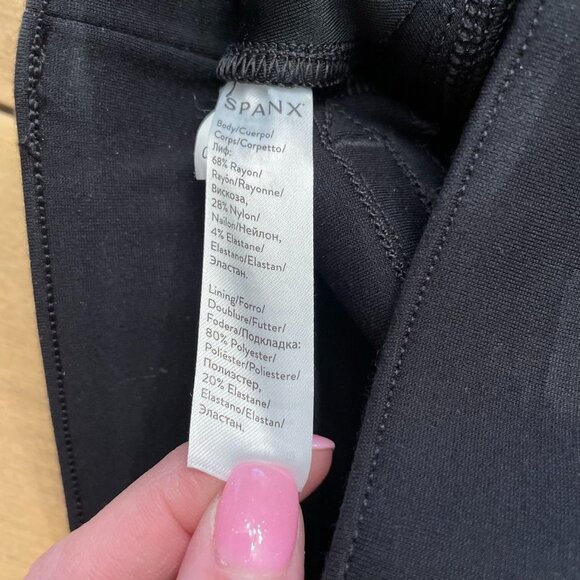 SPANX
Body/Cuerpo/
Corps/Corpetto/
Лиф:
68% Rayon/
Rayón/Rayonne/
Вискоза,
28% Nylon/
Nailon/Нейлон,
4% Elastane/
Elastano/Elastan/
Эластан.
Lining/Forro/
Doublure/Futter/
Fodera/Подкладка:
80% Polyester/
Poliéster/Poliestere/
Полиэстер,
20% Elastane/
Elastano/Elastan/
Эластан.